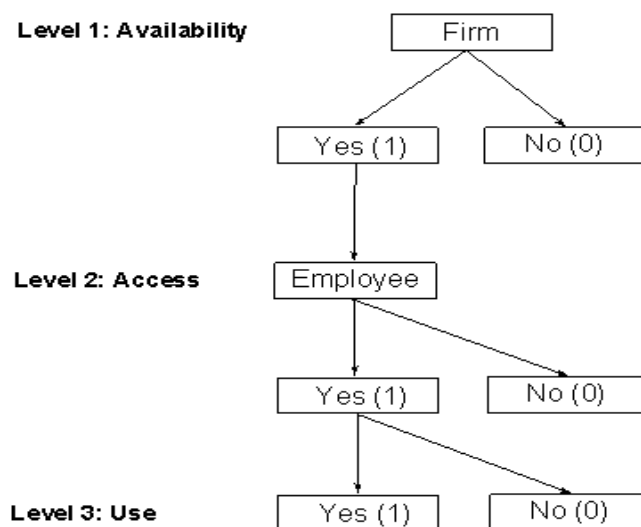 Level 1: Availability
Firm
Yes (1)
No (0)
Level 2: Access
Employee
Yes (1)
No (0)
Level 3: Use
Yes (1)
No (0)